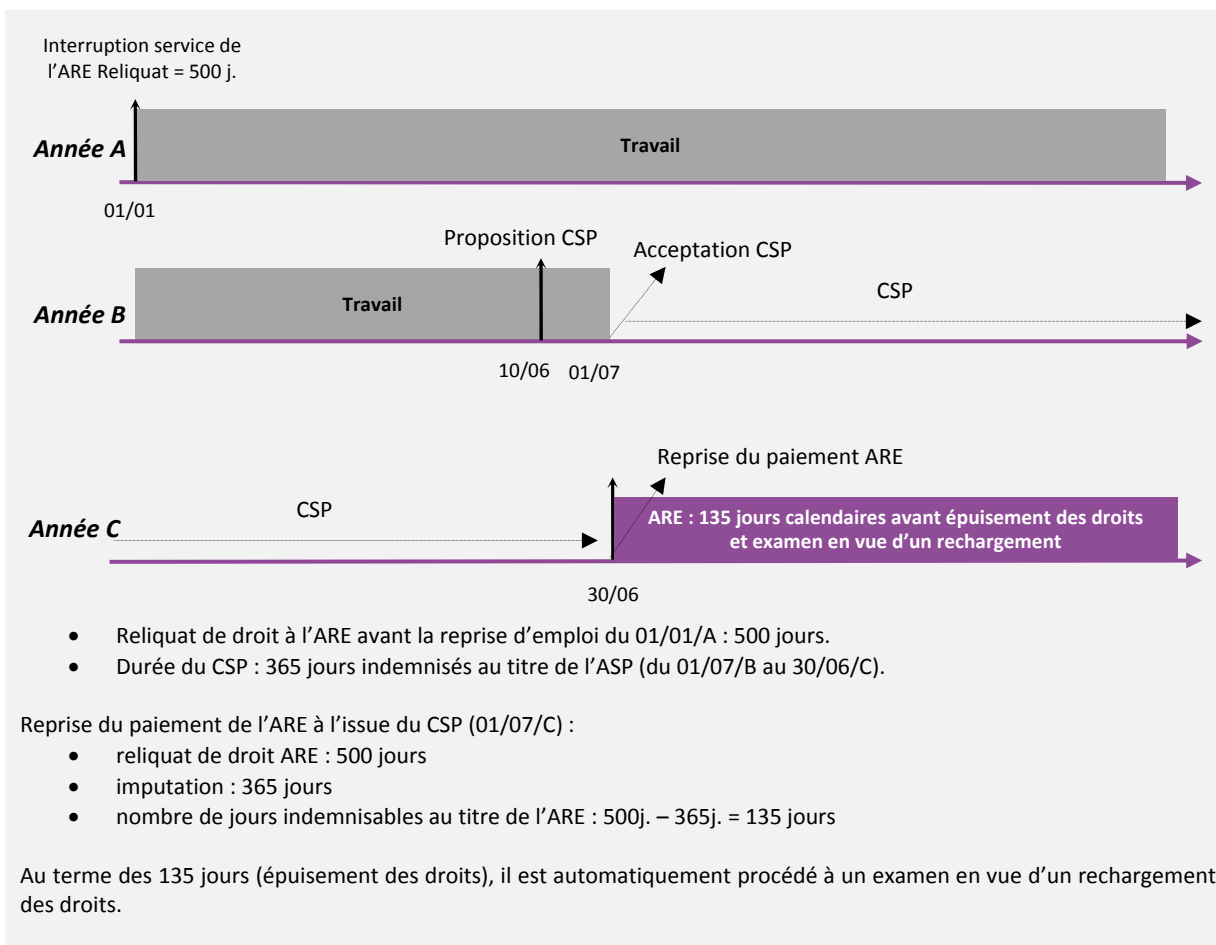 Interruption service de
l’ARE Reliquat = 500 j.
Année A
Travail
01/01
Proposition CSP
Acceptation CSP
Année B
Travail
CSP
10/06
01/07
Reprise du paiement ARE
Année C
CSP
ARE : 135 jours calendaires avant épuisement des droits
et examen en vue d’un rechargement
30/06
• Reliquat de droit à l’ARE avant la reprise d’emploi du 01/01/A : 500 jours.
• Durée du CSP : 365 jours indemnisés au titre de l’ASP (du 01/07/B au 30/06/C).
Reprise du paiement de l’ARE à l’issue du CSP (01/07/C) :
• reliquat de droit ARE : 500 jours
• imputation : 365 jours
• nombre de jours indemnisables au titre de l’ARE : 500j. – 365j. = 135 jours
Au terme des 135 jours (épuisement des droits), il est automatiquement procédé à un examen en vue d’un rechargement
des droits.